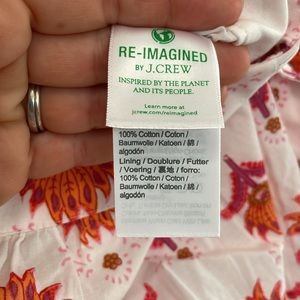 RE-IMAGINED
BY J.CREW
INSPIRED BY THE PLANET
AND ITS PEOPLE.
Learn more at
jcrew.com/reimagined
100% Cotton / Coton /
Baumwolle / Katoen / 綿 /
algodón
Lining / Doublure / Futter
/ Voering / 裏地 / forro:
100% Cotton / Coton /
Baumwolle / Katoen / 綿 /
algodón